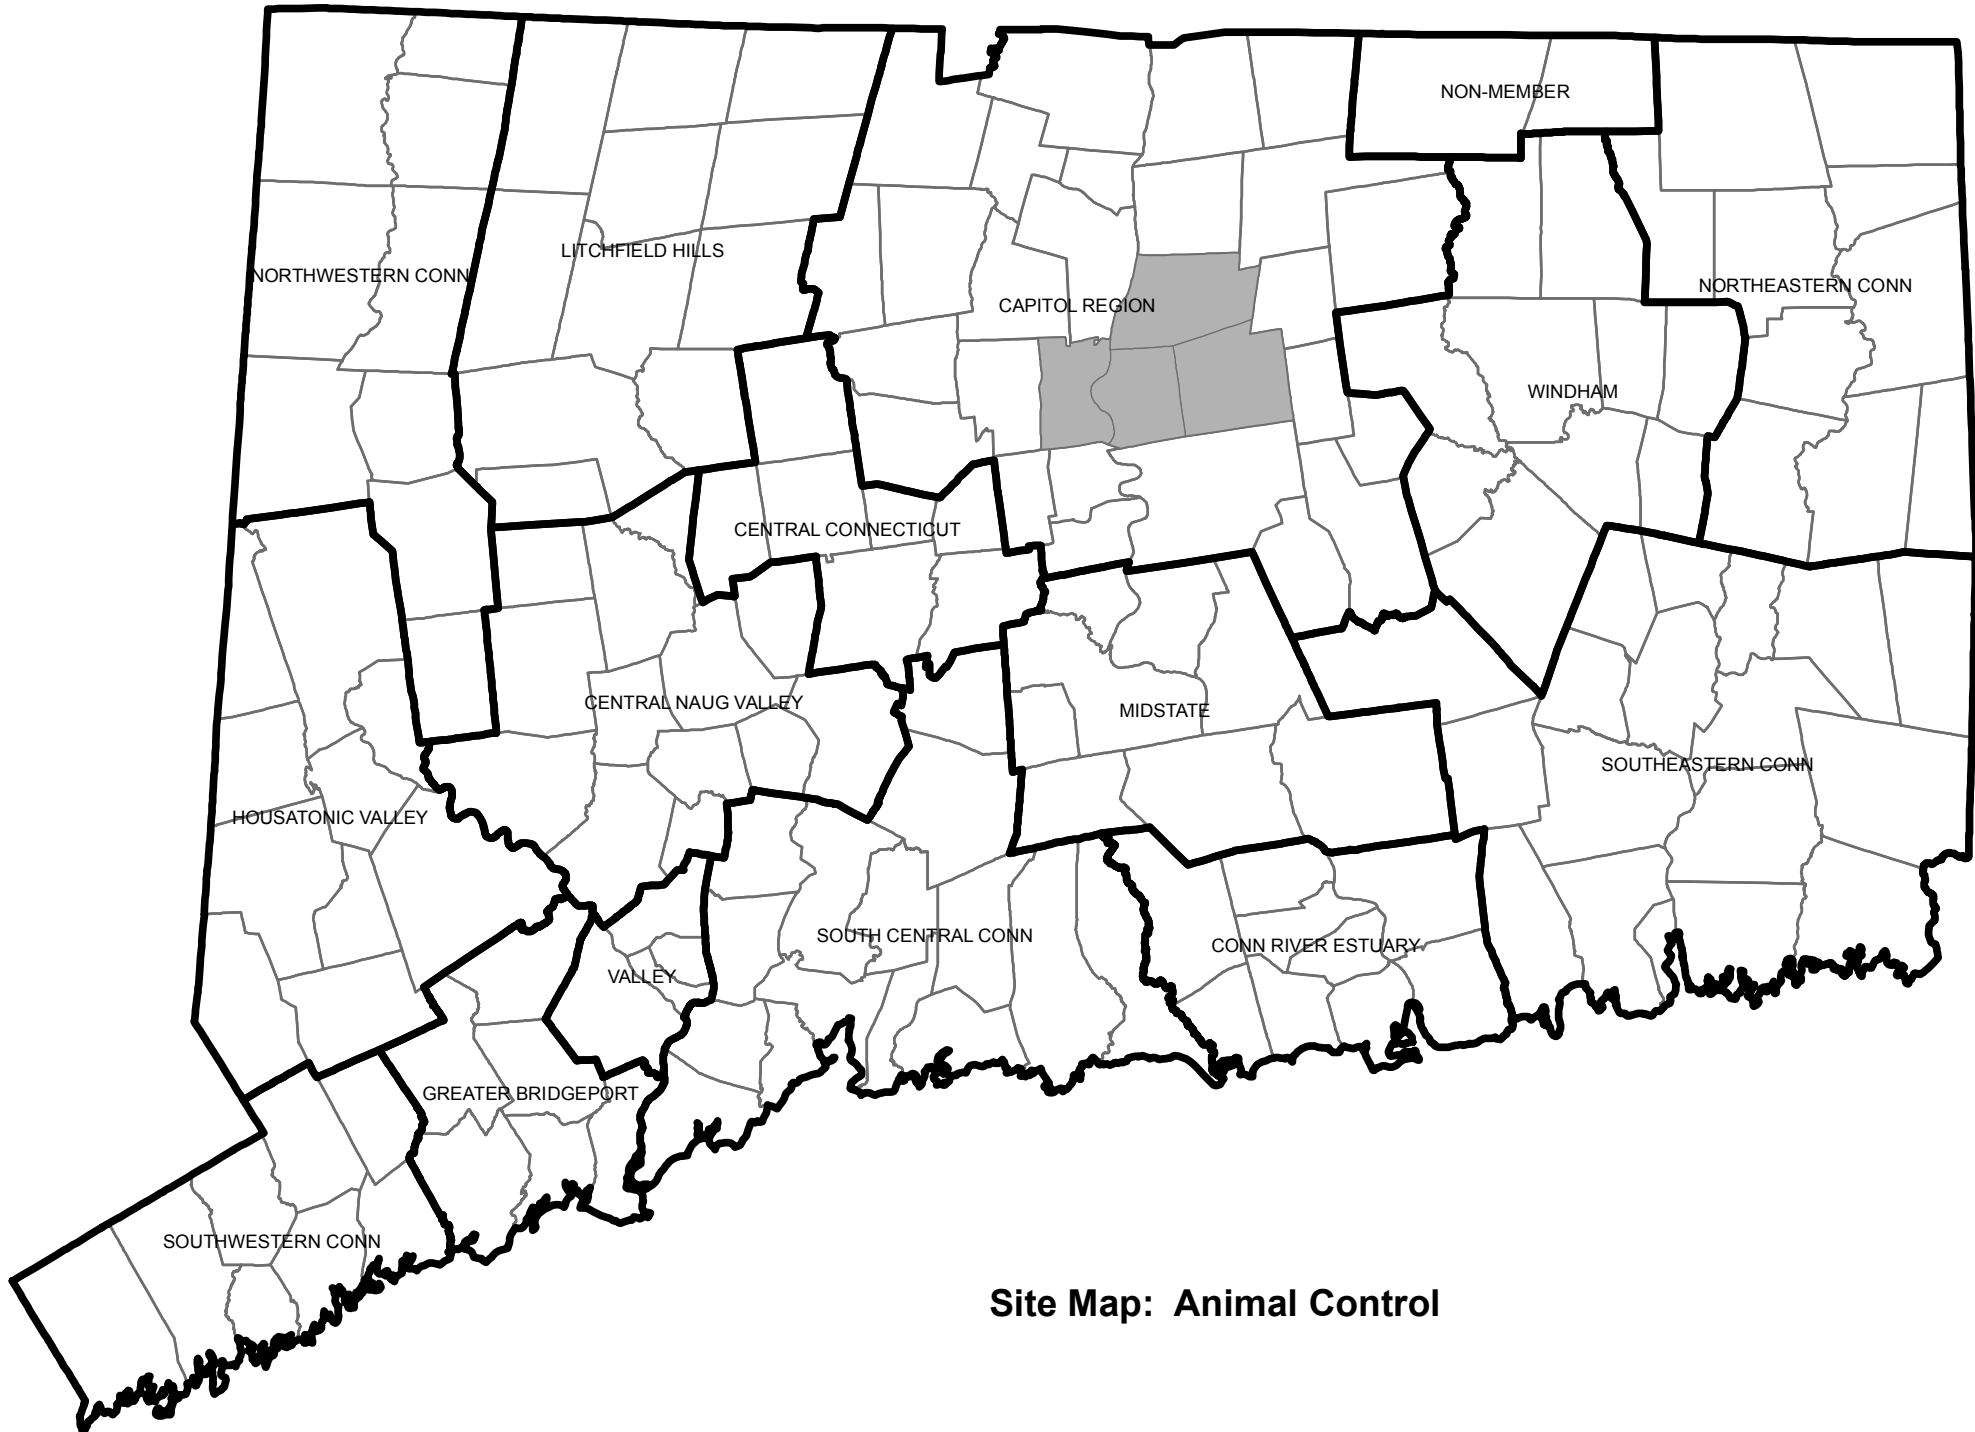 NON-MEMBER
LITCHFIELD HILLS
NORTHWESTERN CONN
NORTHEASTERN CONN
CAPITOL REGION
WINDHAM
CENTRAL CONNECTICUT
CENTRAL NAUG VALLEY
MIDSTATE
SOUTHEASTERN CONN
HOUSATONIC VALLEY
SOUTH CENTRAL CONN
CONN RIVER ESTUARY
VALLEY
GREATER BRIDGEPORT
SOUTHWESTERN CONN
Site Map: Animal Control